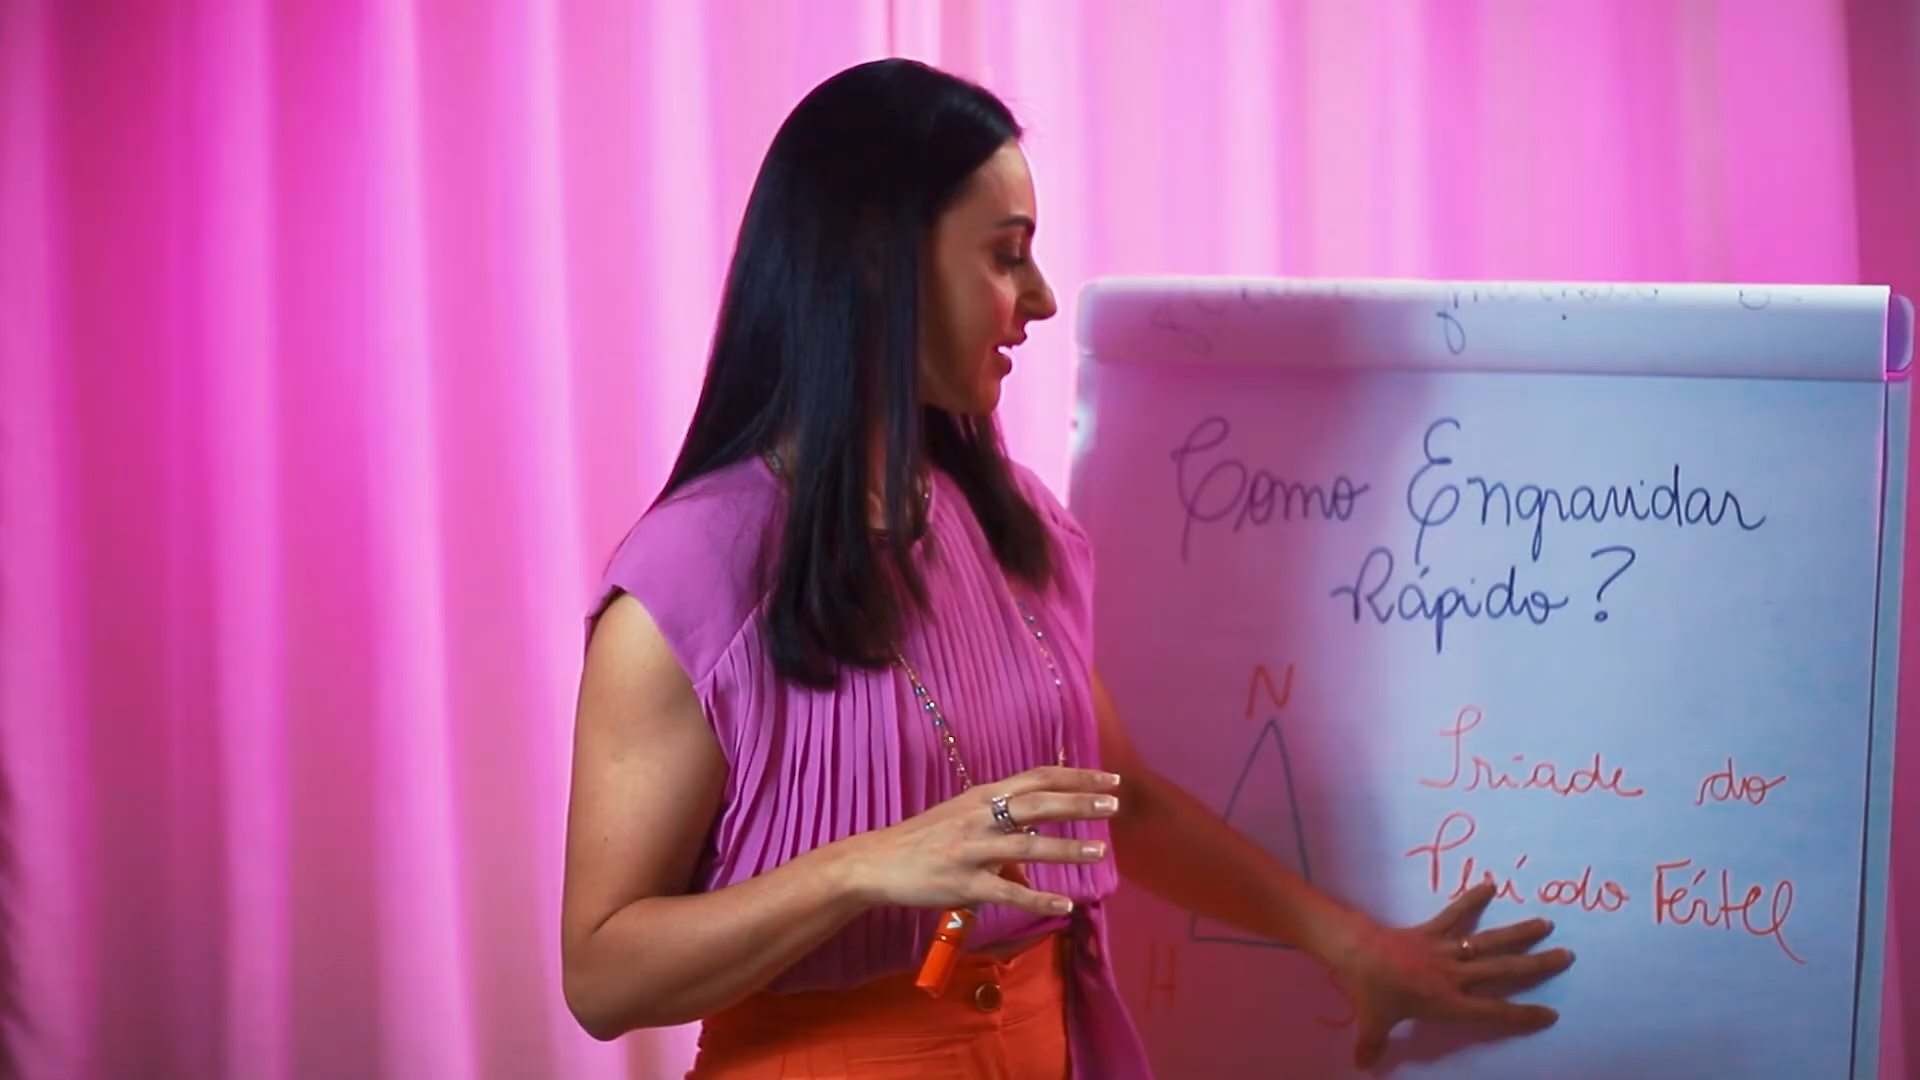 Como Engravidar
Rápido?
N
Tríade do
Período Fértil
H
S